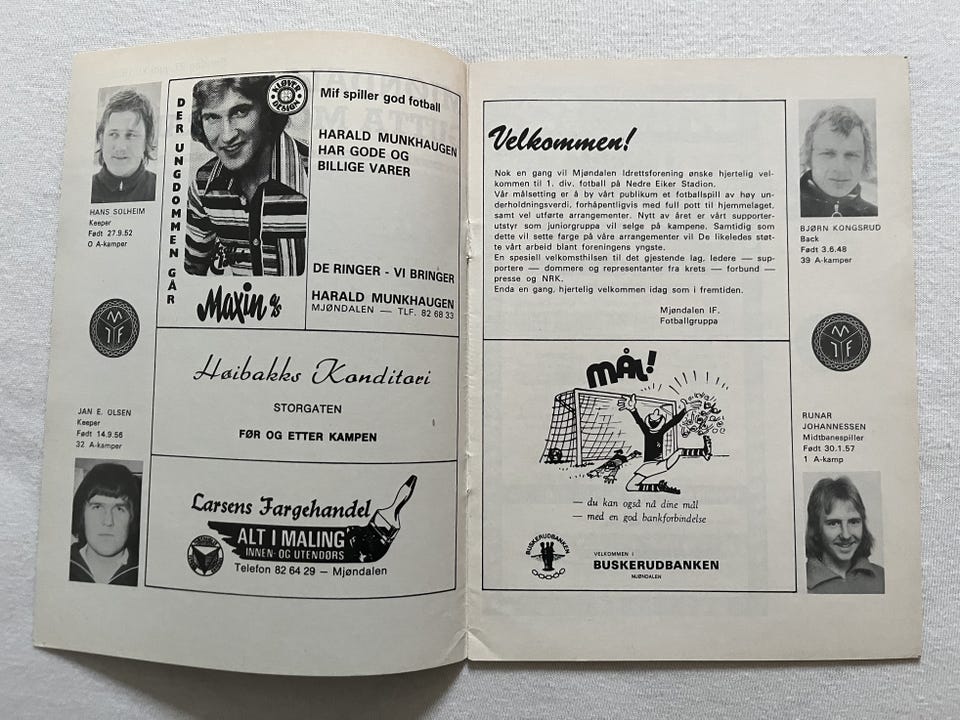 HANS SOLHEIM
Keeper
Født 27.9.52
O A-kamper
MIF
JAN E. OLSEN
Keeper
Født 14.9.56
32 A-kamper
DER UNGDOMMEN GÅR
KLØVER DESIGN
Maxin a/s
Mif spiller god fotball
HARALD MUNKHAUGEN
HAR GODE OG
BILLIGE VARER
DE RINGER - VI BRINGER
HARALD MUNKHAUGEN
MJØNDALEN — TLF. 82 68 33
Høibakks Konditori
STORGATEN
FØR OG ETTER KAMPEN
Larsens Fargehandel
ALT I MALING
INNEN- OG UTENDØRS
Telefon 82 64 29 — Mjøndalen
Velkommen!
Nok en gang vil Mjøndalen Idrettsforening ønske hjertelig vel-
kommen til 1. div. fotball på Nedre Eiker Stadion.
Vår målsetting er å by vårt publikum et fotballspill av høy un-
derholdningsverdi, forhåpentligvis med full pott til hjemmelaget,
samt vel utførte arrangementer. Nytt av året er vårt supporter-
utstyr som juniorgruppa vil selge på kampene. Samtidig som
dette vil sette farge på våre arrangementer vil De likeledes støt-
te vårt arbeid blant foreningens yngste.
En spesiell velkomsthilsen til det gjestende lag, ledere — sup-
portere — dommere og representanter fra krets — forbund —
presse og NRK.
Enda en gang, hjertelig velkommen idag som i fremtiden.
Mjøndalen IF.
Fotballgruppa
MÅL!
— du kan også nå dine mål
— med en god bankforbindelse
BUSKERUDBANKEN
VELKOMMEN I
BUSKERUDBANKEN
MJØNDALEN
BJØRN KONGSRUD
Back
Født 3.6.48
39 A-kamper
MIF
RUNAR
JOHANNESSEN
Midtbanespiller
Født 30.1.57
1 A-kamp